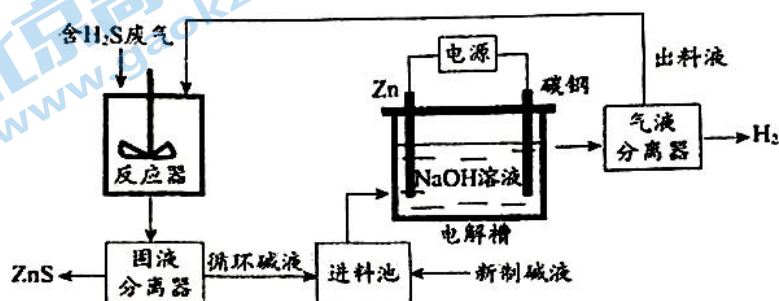 含H₂S废气
反应器
固液
分离器
ZnS
循环碱液
进料池
新制碱液
电源
Zn
碳钢
NaOH溶液
电解槽
气液
分离器
出料液
H₂